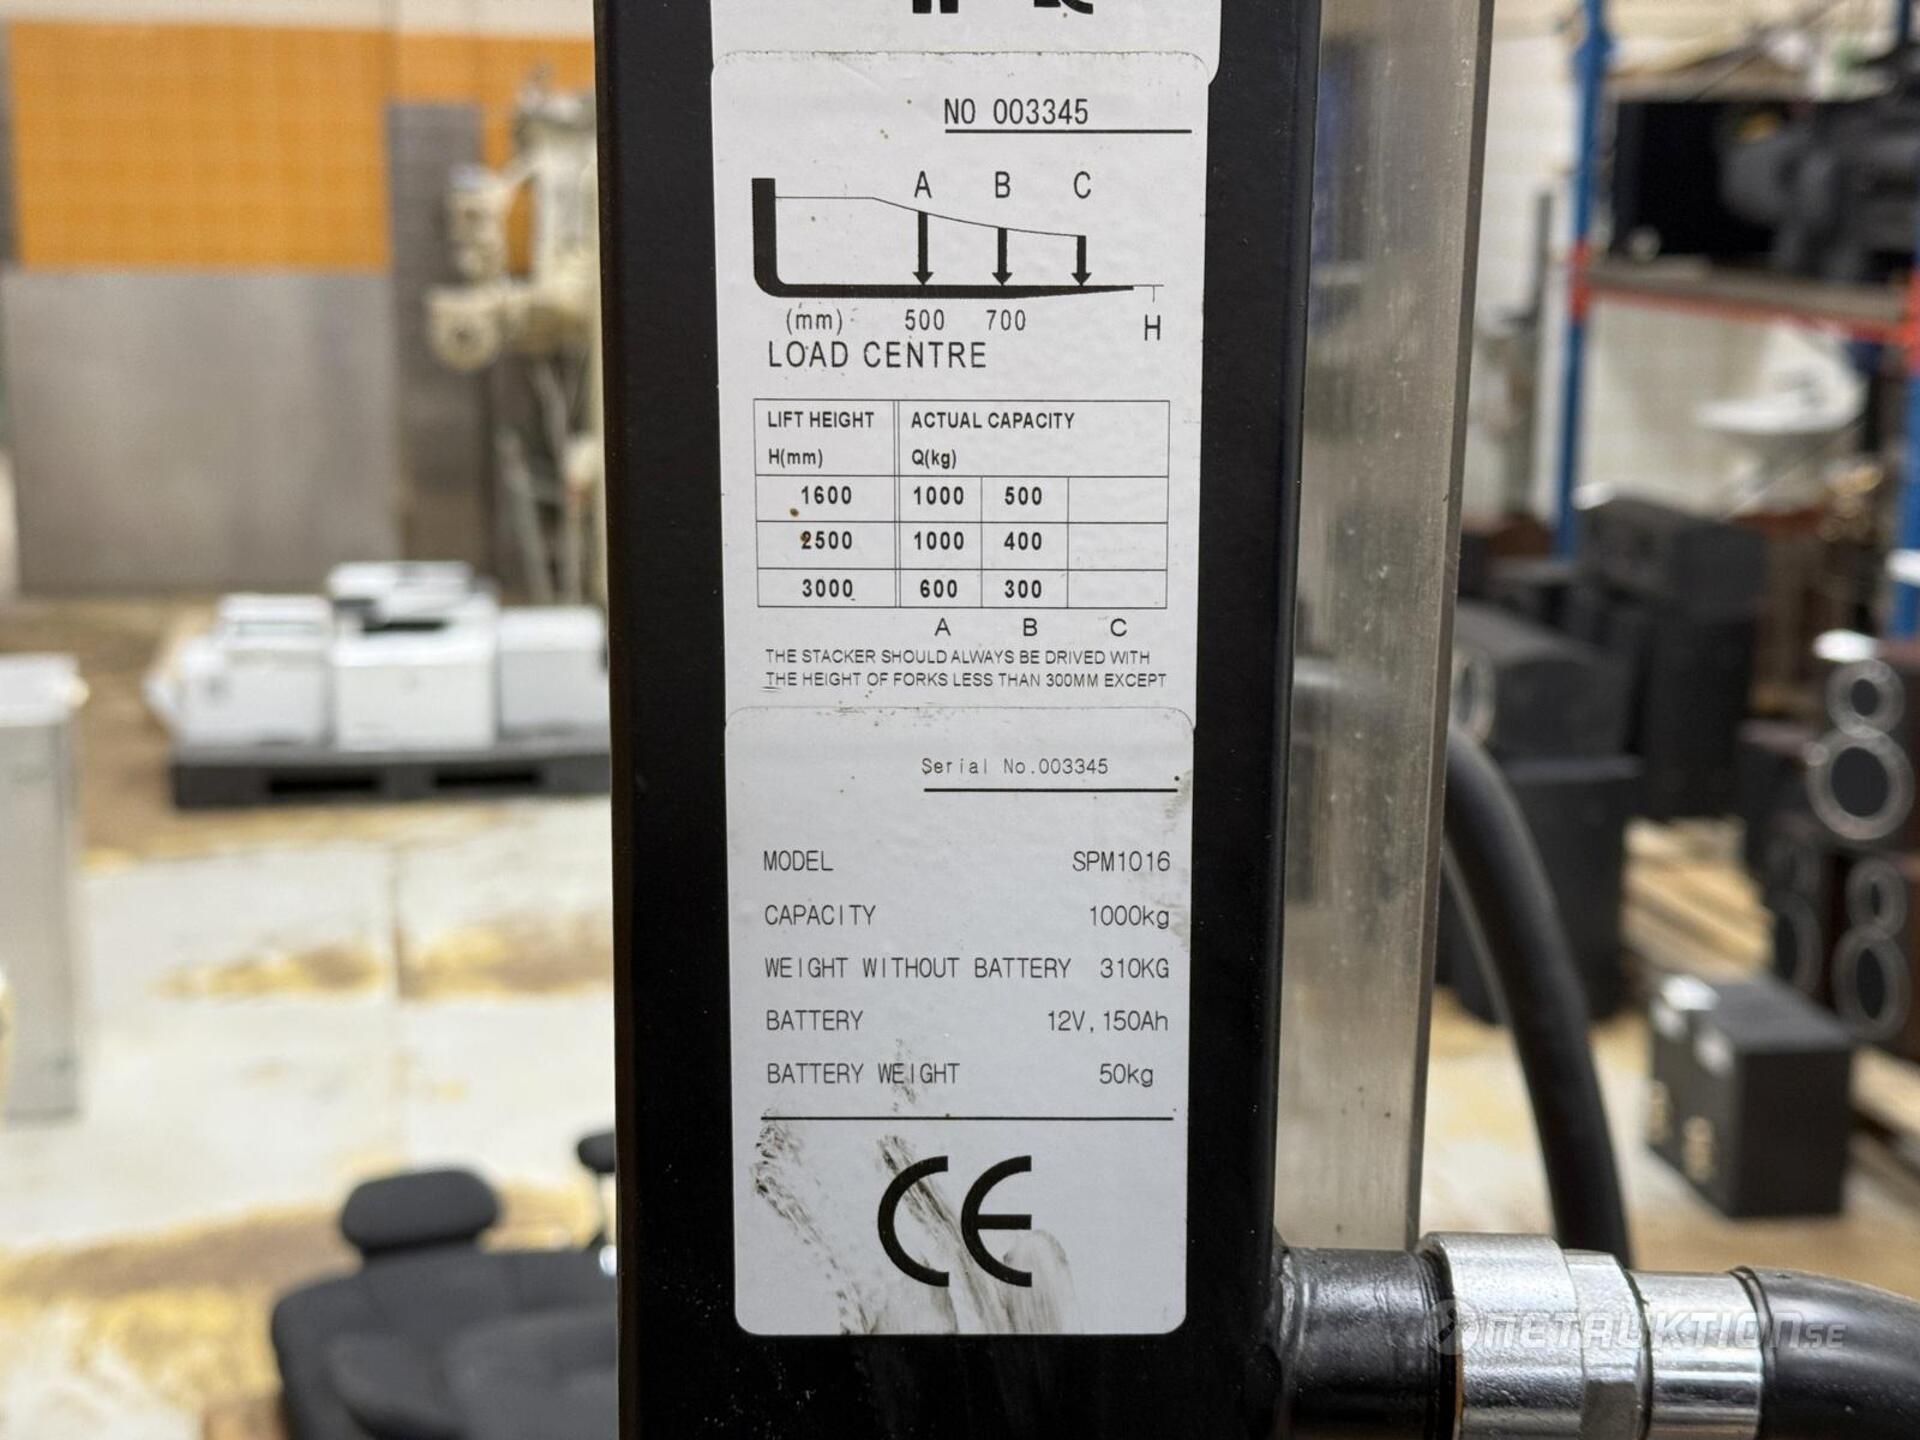 NO 003345
A B C
(mm) 500 700 H
LOAD CENTRE
LIFT HEIGHT ACTUAL CAPACITY
H(mm) Q(kg)
1600 1000 500
2500 1000 400
3000 600 300
A B C
THE STACKER SHOULD ALWAYS BE DRIVED WITH
THE HEIGHT OF FORKS LESS THAN 300MM EXCEPT
Serial No.003345
MODEL SPM1016
CAPACITY 1000kg
WEIGHT WITHOUT BATTERY 310KG
BATTERY 12V,150Ah
BATTERY WEIGHT 50kg
CE
METAUKTION.SE